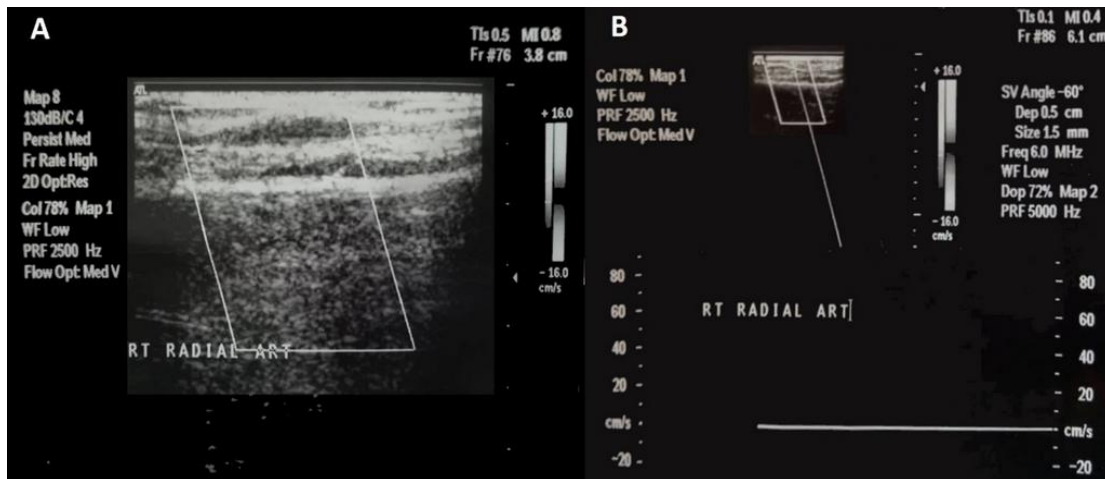 A
TIs 0.5 MI 0.8
Fr #76 3.8 cm
Map 8
130dB/C 4
Persist Med
Fr Rate High
2D Opt:Res
Col 78% Map 1
WF Low
PRF 2500 Hz
Flow Opt: Med V
ATL
+ 16.0
- 16.0
cm/s
RT RADIAL ART
B
TIs 0.1 MI 0.4
Fr #86 6.1 cm
Col 78% Map 1
WF Low
PRF 2500 Hz
Flow Opt: Med V
ATL
+ 16.0
- 16.0
cm/s
SV Angle -60°
Dep 0.5 cm
Size 1.5 mm
Freq 6.0 MHz
WF Low
Dop 72% Map 2
PRF 5000 Hz
RT RADIAL ART
80
60
40
20
cm/s
-20
80
60
40
20
cm/s
-20